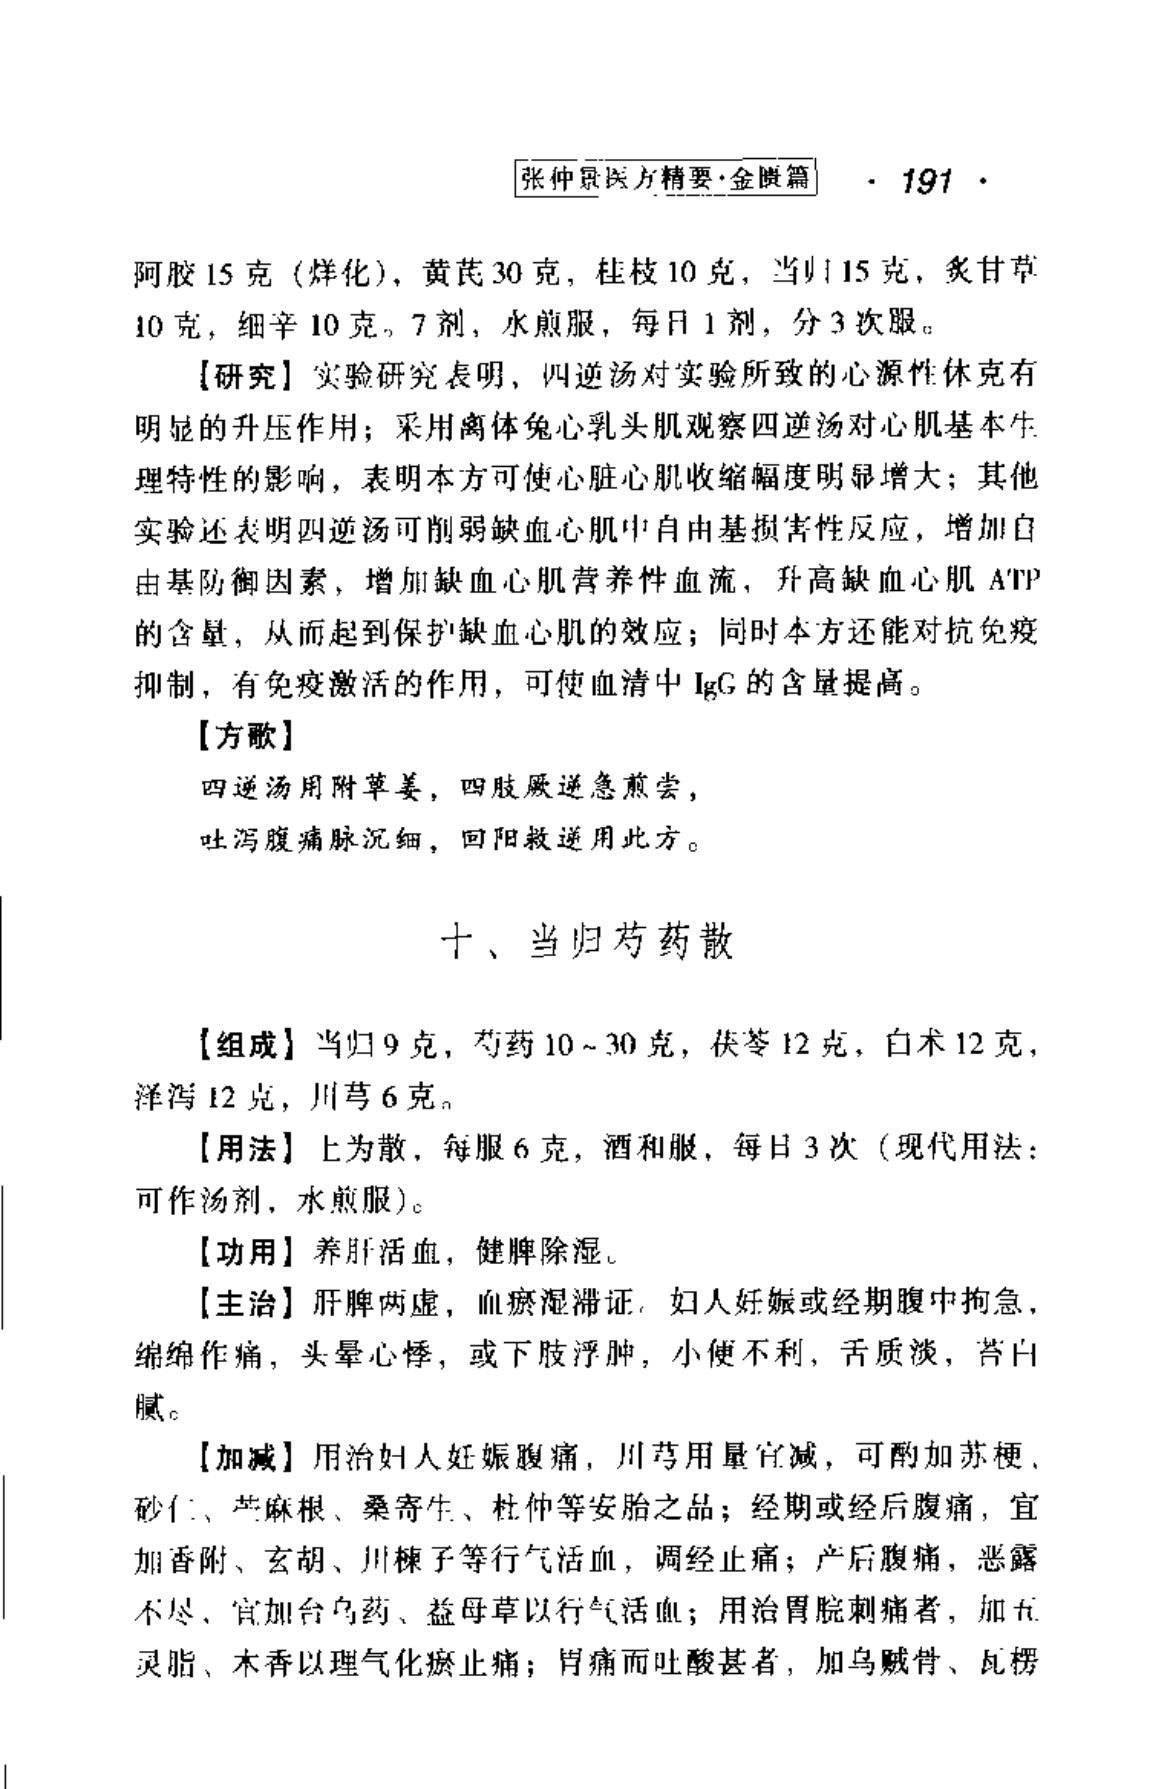 张仲景医方精要·金匮篇 · 191 ·
阿胶 15 克（烊化），黄芪 30 克，桂枝 10 克，当归 15 克，炙甘草
10 克，细辛 10 克。7 剂，水煎服，每日 1 剂，分 3 次服。
【研究】实验研究表明，四逆汤对实验所致的心源性休克有
明显的升压作用；采用离体兔心乳头肌观察四逆汤对心肌基本生
理特性的影响，表明本方可使心脏心肌收缩幅度明显增大；其他
实验还表明四逆汤可削弱缺血心肌中自由基损害性反应，增加自
由基防御因素，增加缺血心肌营养性血流，升高缺血心肌 ATP
的含量，从而起到保护缺血心肌的效应；同时本方还能对抗免疫
抑制，有免疫激活的作用，可使血清中 IgG 的含量提高。
【方歌】
四逆汤用附草姜，四肢厥逆急煎尝，
吐泻腹痛脉沉细，回阳救逆用此方。
十、当归芍药散
【组成】当归 9 克，芍药 10～30 克，茯苓 12 克，白术 12 克，
泽泻 12 克，川芎 6 克。
【用法】上为散，每服 6 克，酒和服，每日 3 次（现代用法：
可作汤剂，水煎服）。
【功用】养肝活血，健脾除湿。
【主治】肝脾两虚，血瘀湿滞证。妇人妊娠或经期腹中拘急，
绵绵作痛，头晕心悸，或下肢浮肿，小便不利，舌质淡，苔白
腻。
【加减】用治妇人妊娠腹痛，川芎用量宜减，可酌加苏梗、
砂仁、苎麻根、桑寄生、杜仲等安胎之品；经期或经后腹痛，宜
加香附、玄胡、川楝子等行气活血，调经止痛；产后腹痛，恶露
不尽，宜加台乌药、益母草以行气活血；用治胃脘刺痛者，加五
灵脂、木香以理气化瘀止痛；胃痛而吐酸甚者，加乌贼骨、瓦楞